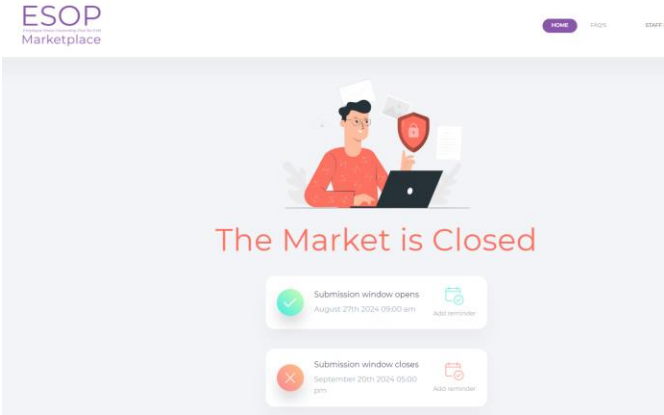 ESOP
Marketplace
HOME FAQ'S STAFF
The Market is Closed
Submission window opens
August 27th 2024 09:00 am
Add reminder
Submission window closes
September 20th 2024 05:00
pm
Add reminder